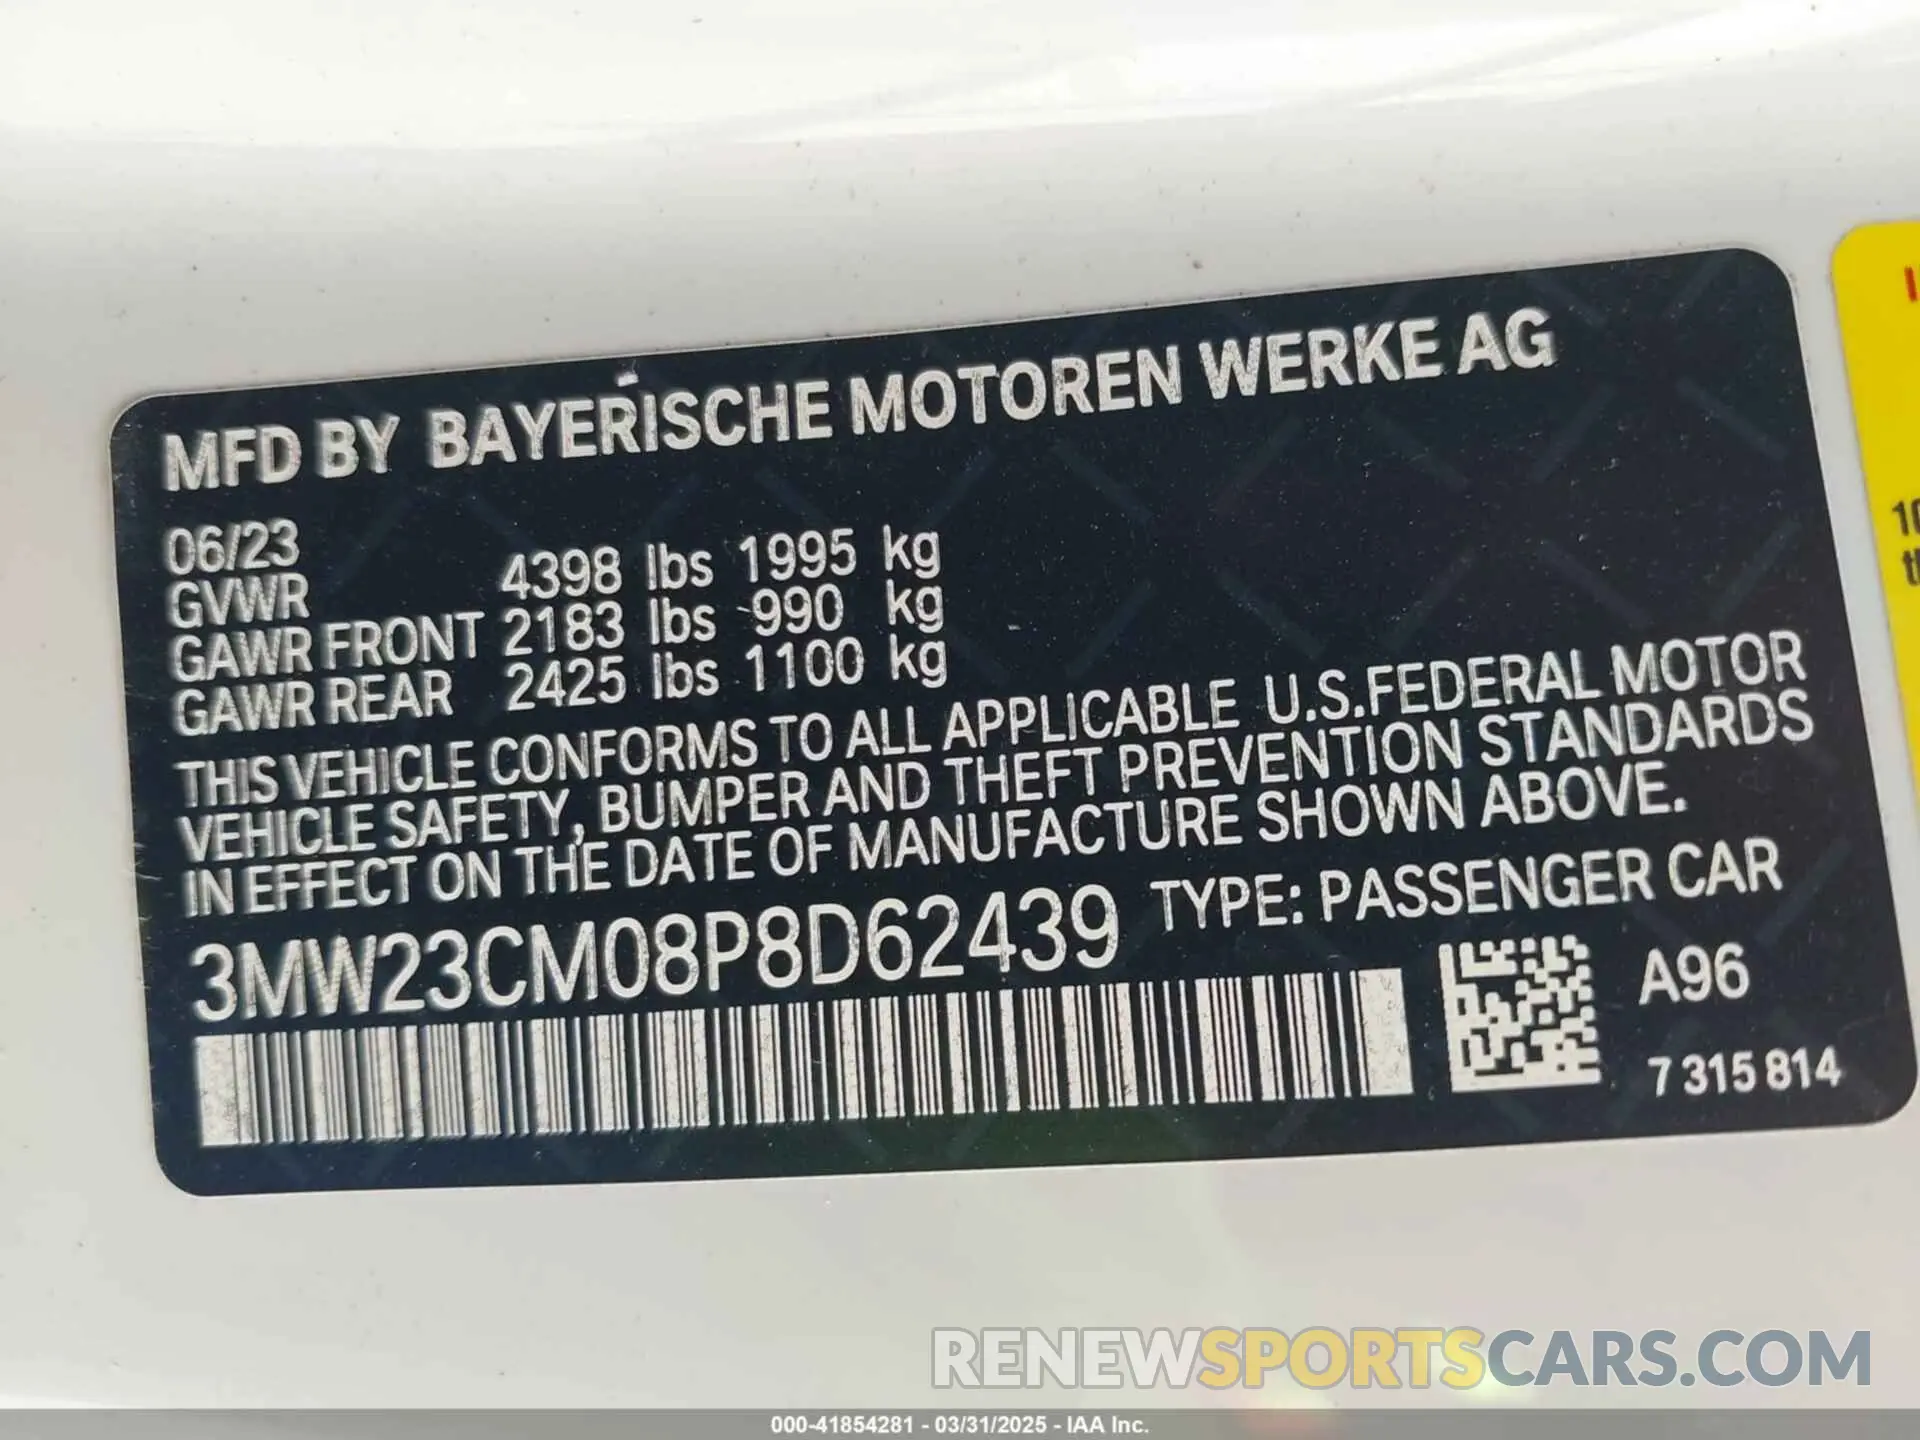 MFD BY BAYERISCHE MOTOREN WERKE AG
06/23
GVWR 4398 lbs 1995 kg
GAWR FRONT 2183 lbs 990 kg
GAWR REAR 2425 lbs 1100 kg
THIS VEHICLE CONFORMS TO ALL APPLICABLE U.S.FEDERAL MOTOR
VEHICLE SAFETY, BUMPER AND THEFT PREVENTION STANDARDS
IN EFFECT ON THE DATE OF MANUFACTURE SHOWN ABOVE.
3MW23CM08P8D62439 TYPE: PASSENGER CAR
A96
7 315 814
10
RENEWSPORTSCARS.COM
000-41854281 - 03/31/2025 - IAA Inc.